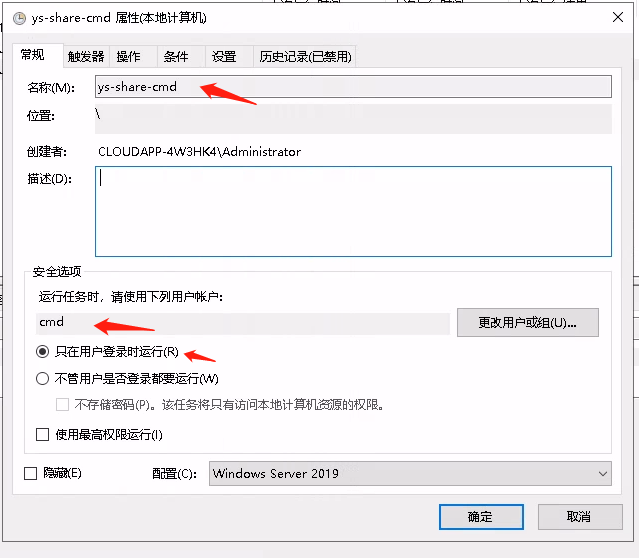 ys-share-cmd 属性(本地计算机)
常规 触发器 操作 条件 设置 历史记录(已禁用)
名称(M): ys-share-cmd
位置: \
创建者: CLOUDAPP-4W3HK4\Administrator
描述(D):
安全选项
运行任务时，请使用下列用户帐户:
cmd 更改用户或组(U)...
只在用户登录时运行(R)
不管用户是否登录都要运行(W)
不存储密码(P)。该任务将只有访问本地计算机资源的权限。
使用最高权限运行(I)
隐藏(E) 配置(C): Windows Server 2019
确定 取消